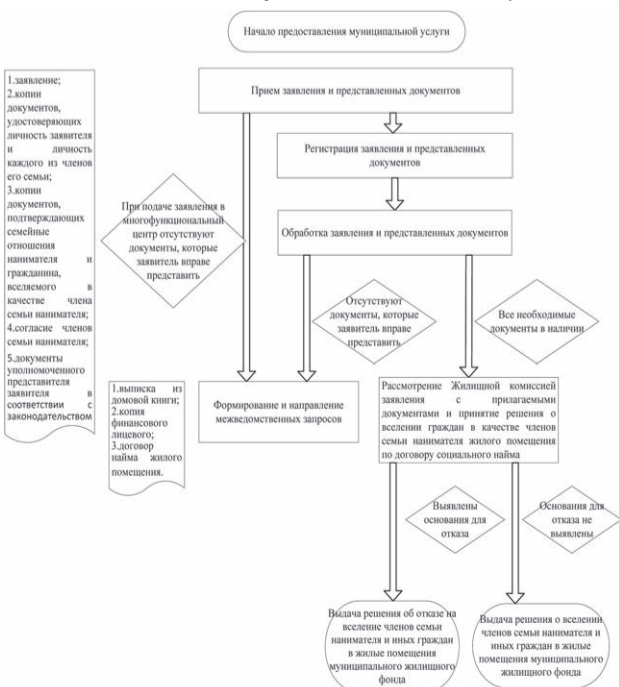 Начало предоставления муниципальной услуги
1.заявление;
2.копии
документов,
удостоверяющих
личность заявителя
и личность
каждого из членов
его семьи;
3.копии
документов,
подтверждающих
семейные
отношения
нанимателя и
гражданина,
вселяемого в
качестве члена
семьи нанимателя;
4.согласие членов
семьи нанимателя;
5.документы
уполномоченного
представителя
заявителя в
соответствии с
законодательством
Прием заявления и представленных документов
Регистрация заявления и представленных
документов
При подаче заявления в
многофункциональный
центр отсутствуют
документы, которые
заявитель вправе
представить
Обработка заявления и представленных документов
Отсутствуют
документы, которые
заявитель вправе
представить
Все необходимые
документы в наличии
1.выписка из
домовой книги;
2.копия
финансового
лицевого;
3.договор
найма жилого
помещения.
Формирование и направление
межведомственных запросов
Рассмотрение Жилищной комиссией
заявления с прилагаемыми
документами и принятие решения о
вселении граждан в качестве членов
семьи нанимателя жилого помещения
по договору социального найма
Выявлены
основания для
отказа
Основания для
отказа не
выявлены
Выдача решения об отказе на
вселение членов семьи
нанимателя и иных граждан
в жилые помещения
муниципального жилищного
фонда
Выдача решения о вселении
членов семьи нанимателя и
иных граждан в жилые
помещения муниципального
жилищного фонда